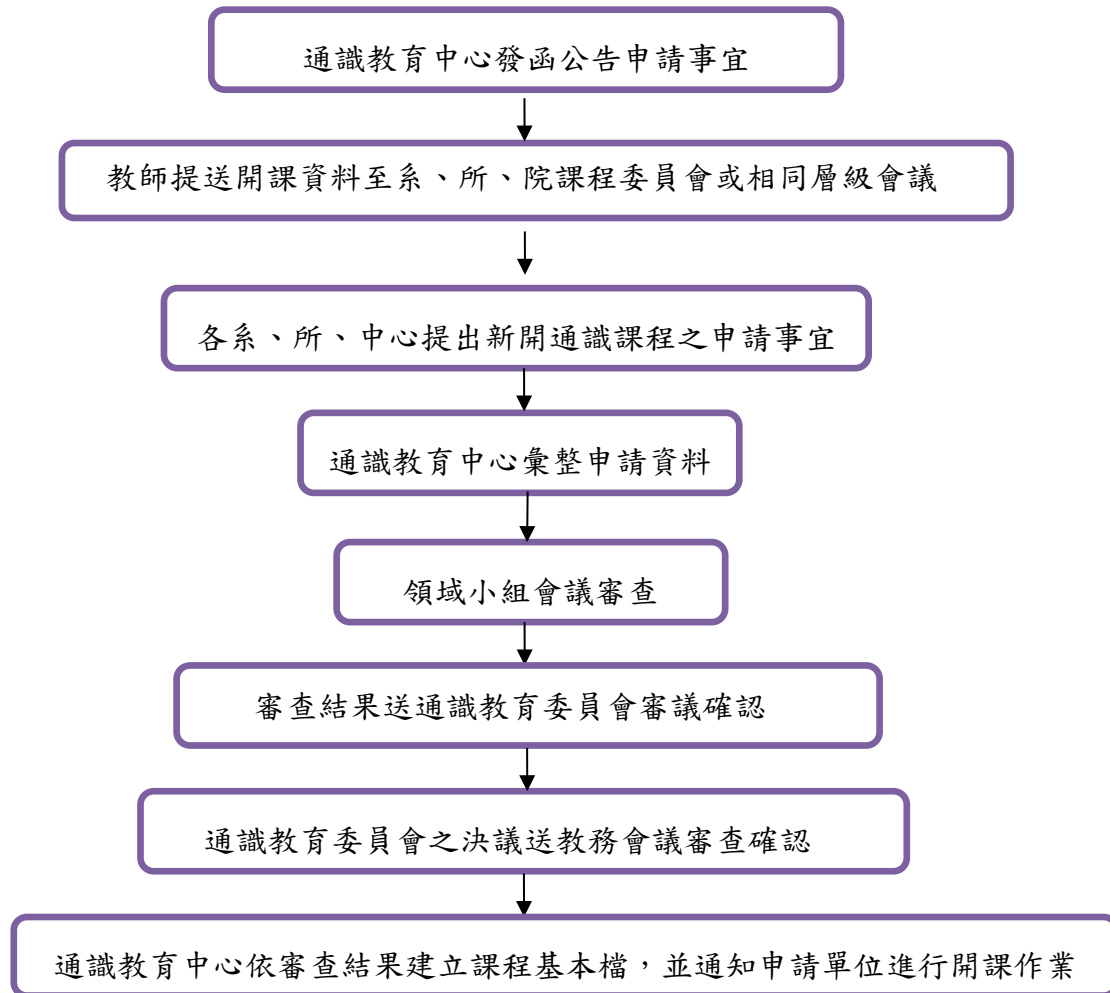 通識教育中心發函公告申請事宜
教師提送開課資料至系、所、院課程委員會或相同層級會議
各系、所、中心提出新開通識課程之申請事宜
通識教育中心彙整申請資料
領域小組會議審查
審查結果送通識教育委員會審議確認
通識教育委員會之決議送教務會議審查確認
通識教育中心依審查結果建立課程基本檔，並通知申請單位進行開課作業